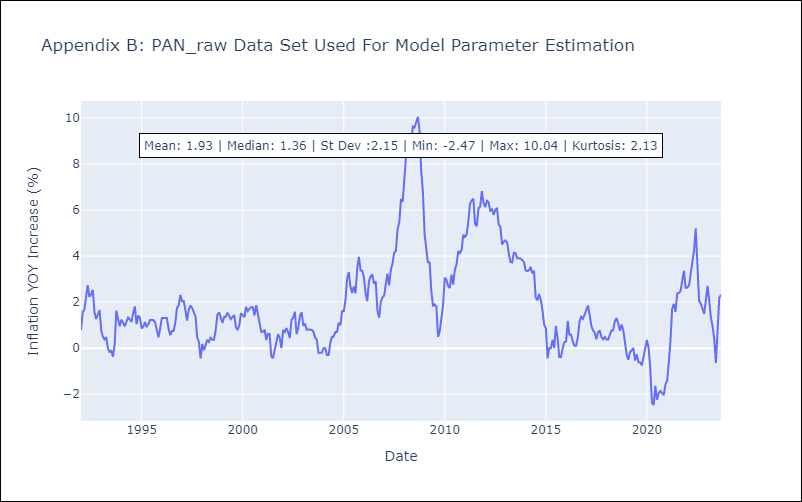 Appendix B: PAN_raw Data Set Used For Model Parameter Estimation
10
Mean: 1.93 | Median: 1.36 | St Dev :2.15 | Min: -2.47 | Max: 10.04 | Kurtosis: 2.13
8
6
4
2
0
−2
Inflation YOY Increase (%)
1995 2000 2005 2010 2015 2020
Date